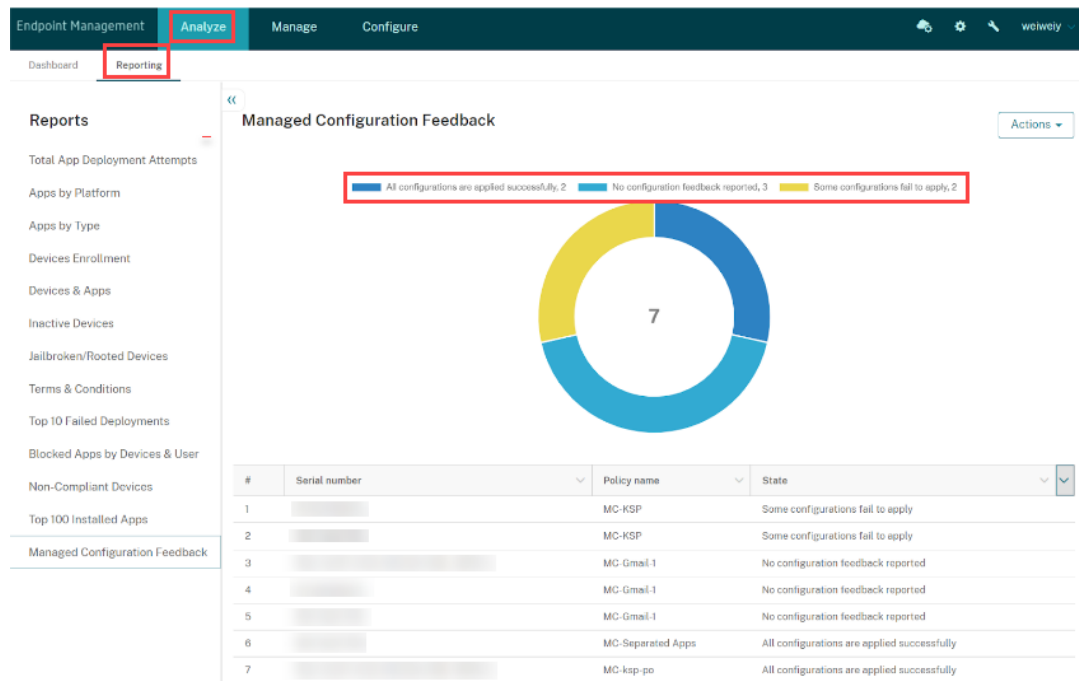 Endpoint Management Analyze Manage Configure weiweiy
Dashboard Reporting
Reports
Total App Deployment Attempts
Apps by Platform
Apps by Type
Devices Enrollment
Devices & Apps
Inactive Devices
Jailbroken/Rooted Devices
Terms & Conditions
Top 10 Failed Deployments
Blocked Apps by Devices & User
Non-Compliant Devices
Top 100 Installed Apps
Managed Configuration Feedback
Managed Configuration Feedback
Actions
All configurations are applied successfully, 2 No configuration feedback reported, 3 Some configurations fail to apply, 2
7
# Serial number Policy name State
1 MC-KSP Some configurations fail to apply
2 MC-KSP Some configurations fail to apply
3 MC-Gmail-1 No configuration feedback reported
4 MC-Gmail-1 No configuration feedback reported
5 MC-Gmail-1 No configuration feedback reported
6 MC-Separated Apps All configurations are applied successfully
7 MC-ksp-po All configurations are applied successfully